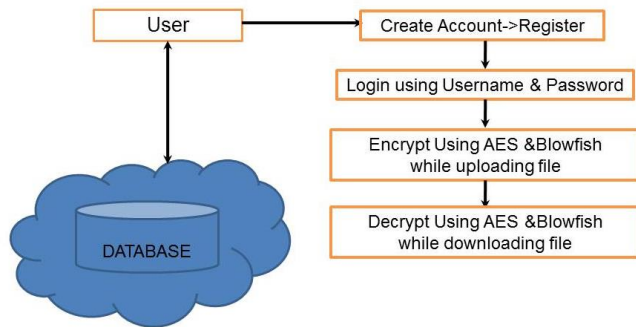 User
Create Account->Register
Login using Username & Password
Encrypt Using AES &Blowfish
while uploading file
Decrypt Using AES &Blowfish
while downloading file
DATABASE